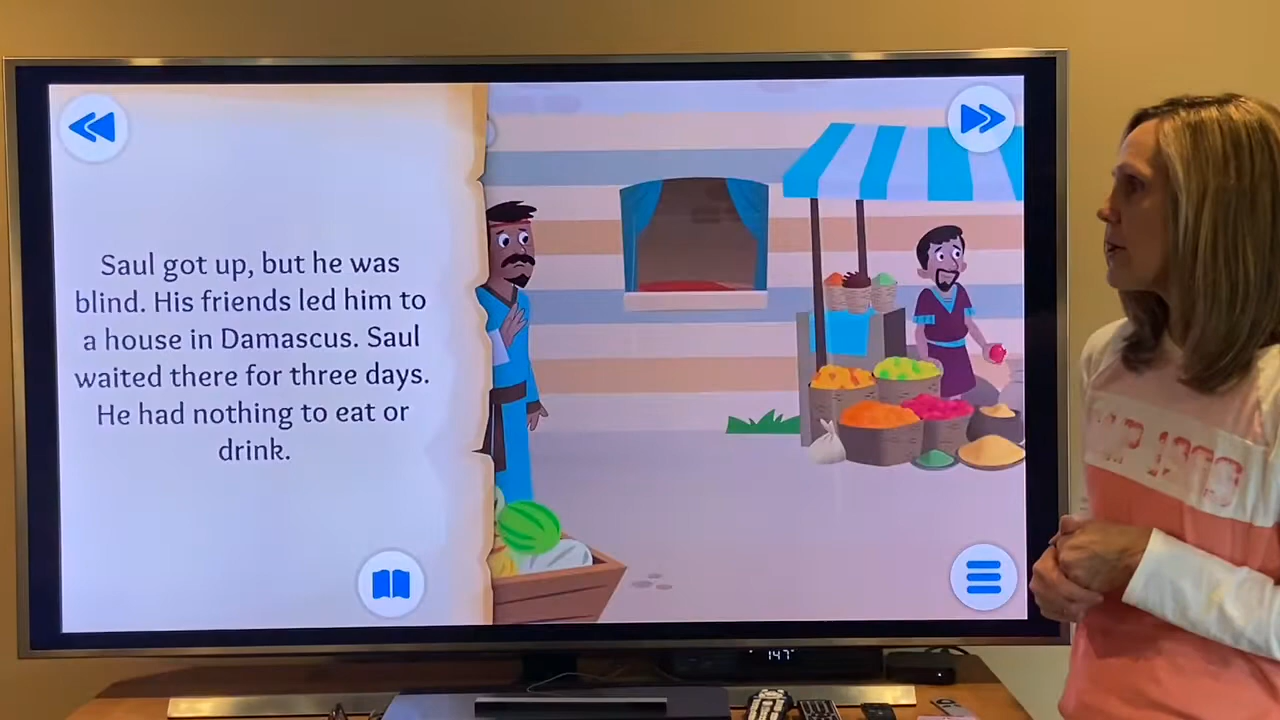 Saul got up, but he was
blind. His friends led him to
a house in Damascus. Saul
waited there for three days.
He had nothing to eat or
drink.
147